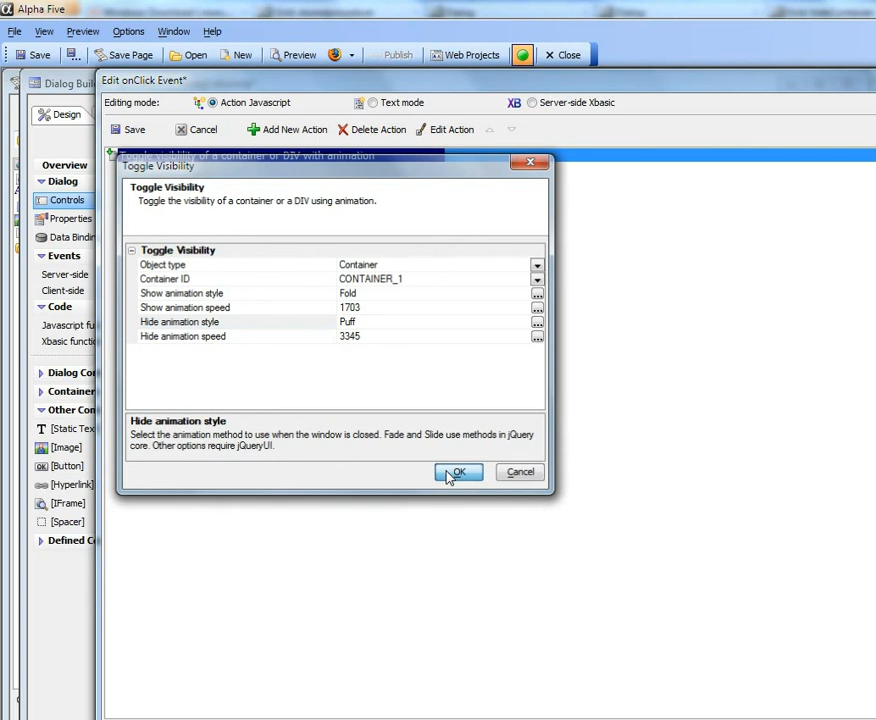 Alpha Five
File View Preview Options Window Help
Save Save Page Open New Preview Publish Web Projects Close
Dialog Buil
Edit onClick Event*
Editing mode: Action Javascript Text mode XB Server-side Xbasic
Design
Save Cancel Add New Action Delete Action Edit Action
Toggle visibility of a container or DIV with animation
Toggle Visibility
Overview
Dialog
Controls
Properties
Data Bindin
Events
Server-side
Client-side
Code
Javascript fu
Xbasic functio
Dialog Con
Container
Other Con
T [Static Tex
[Image]
OK [Button]
[Hyperlink]
[IFrame]
[Spacer]
Defined Co
Toggle Visibility
Toggle the visibility of a container or a DIV using animation.
Toggle Visibility
Object type Container
Container ID CONTAINER_1
Show animation style Fold ...
Show animation speed 1703 ...
Hide animation style Puff ...
Hide animation speed 3345 ...
Hide animation style
Select the animation method to use when the window is closed. Fade and Slide use methods in jQuery
core. Other options require jQueryUI.
OK Cancel